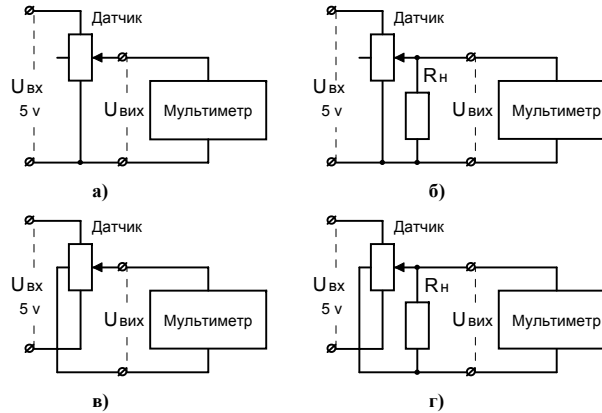 Датчик
Uвх
5 v
Uвих
Мультиметр
а)
Датчик
Uвх
5 v
Rн
Uвих
Мультиметр
б)
Датчик
Uвх
5 v
Uвих
Мультиметр
в)
Датчик
Uвх
5 v
Rн
Uвих
Мультиметр
г)